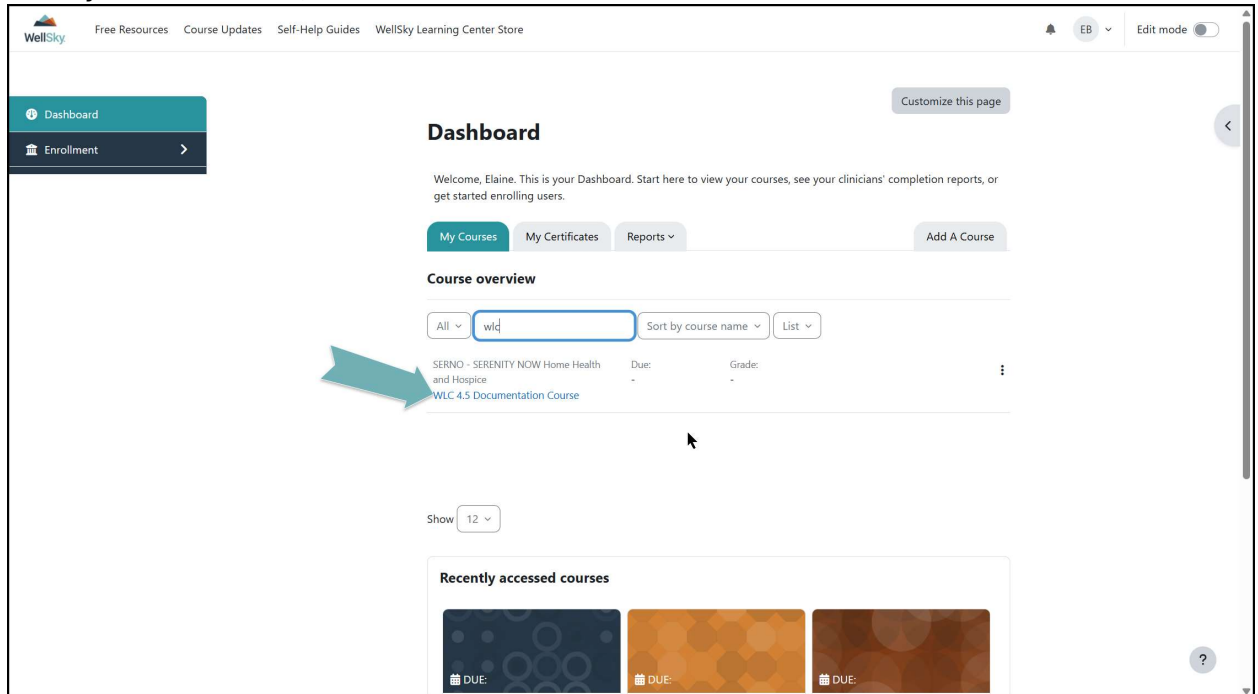 WellSky
Free Resources Course Updates Self-Help Guides WellSky Learning Center Store
EB Edit mode
Dashboard
Enrollment
Customize this page
Dashboard
Welcome, Elaine. This is your Dashboard. Start here to view your courses, see your clinicians' completion reports, or
get started enrolling users.
My Courses My Certificates Reports Add A Course
Course overview
All wlc Sort by course name List
SERNO - SERENITY NOW Home Health Due: Grade:
and Hospice - -
WLC 4.5 Documentation Course
Show 12
Recently accessed courses
DUE: DUE: DUE:
?